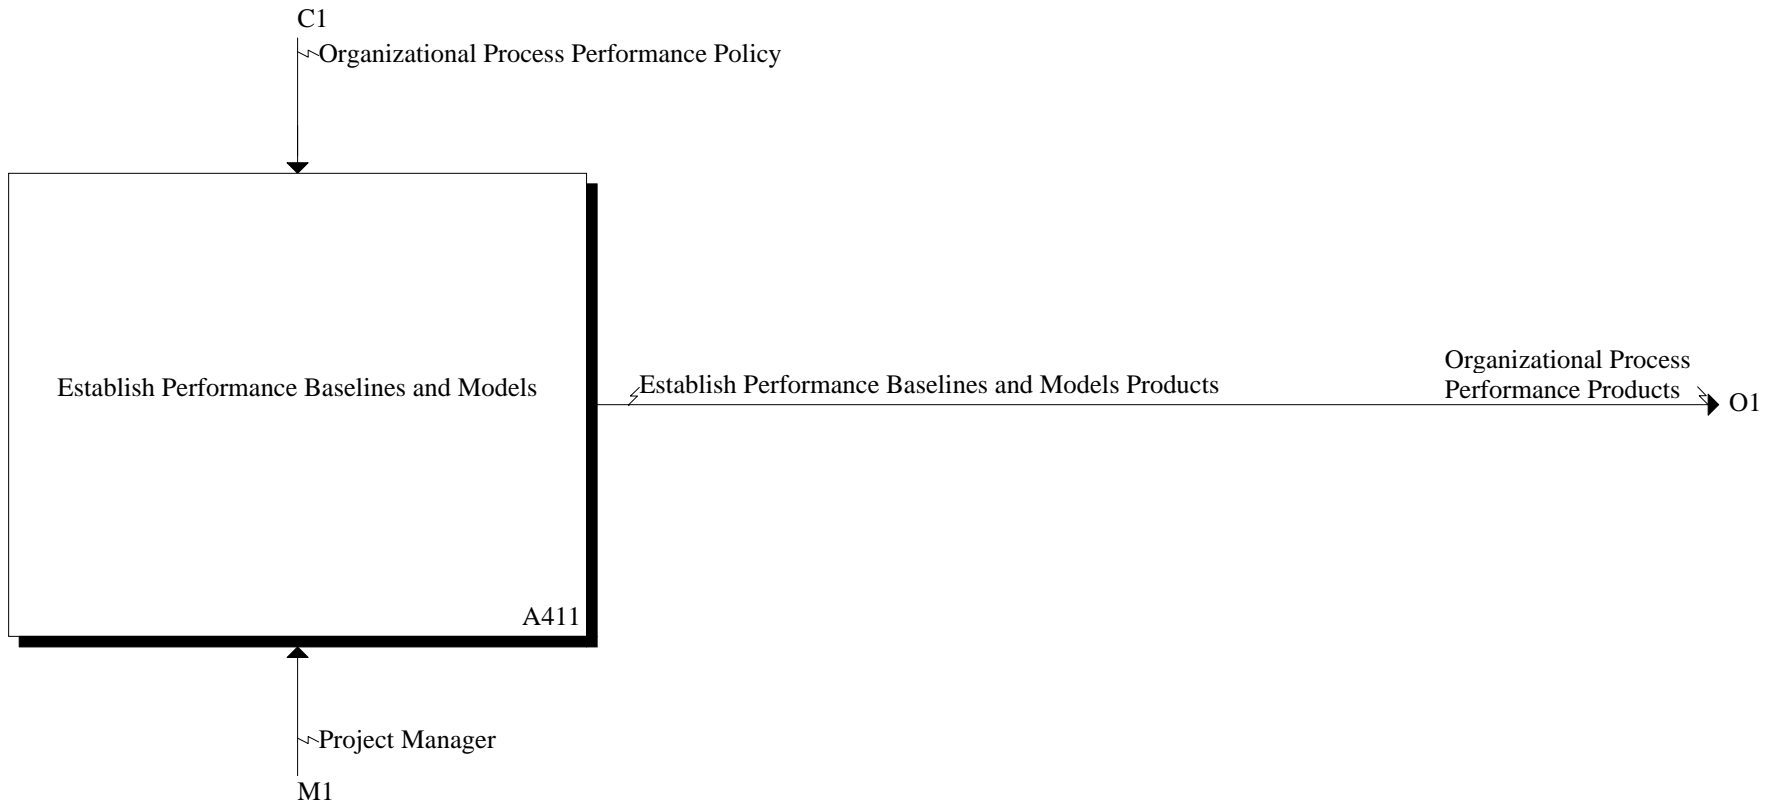 C1
Organizational Process Performance Policy
Establish Performance Baselines and Models
A411
Establish Performance Baselines and Models Products
Organizational Process
Performance Products
O1
Project Manager
M1